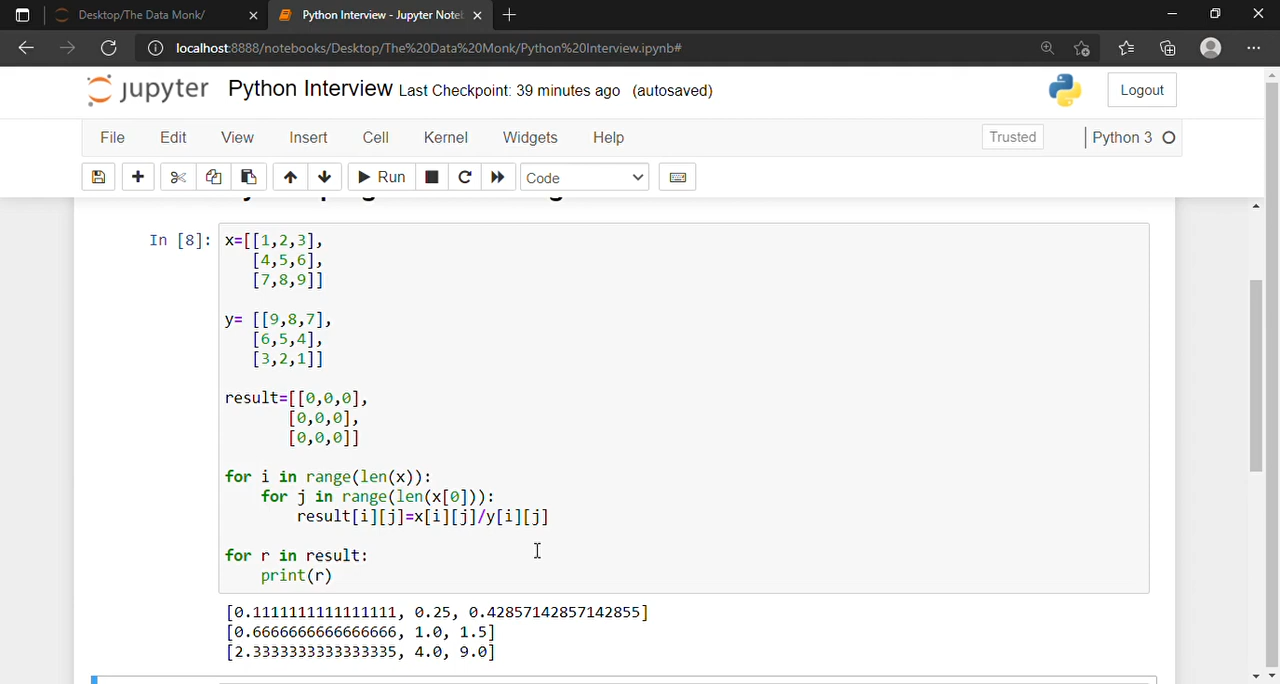 Desktop/The Data Monk/
Python Interview - Jupyter Note
localhost:8888/notebooks/Desktop/The%20Data%20Monk/Python%20Interview.ipynb#
jupyter Python Interview Last Checkpoint: 39 minutes ago (autosaved)
Logout
File Edit View Insert Cell Kernel Widgets Help
Trusted
Python 3
Run
Code
In [8]: x=[[1,2,3],
[4,5,6],
[7,8,9]]
y= [[9,8,7],
[6,5,4],
[3,2,1]]
result=[[0,0,0],
[0,0,0],
[0,0,0]]
for i in range(len(x)):
for j in range(len(x[0])):
result[i][j]=x[i][j]/y[i][j]
for r in result:
print(r)
[0.1111111111111111, 0.25, 0.42857142857142855]
[0.6666666666666666, 1.0, 1.5]
[2.3333333333333335, 4.0, 9.0]